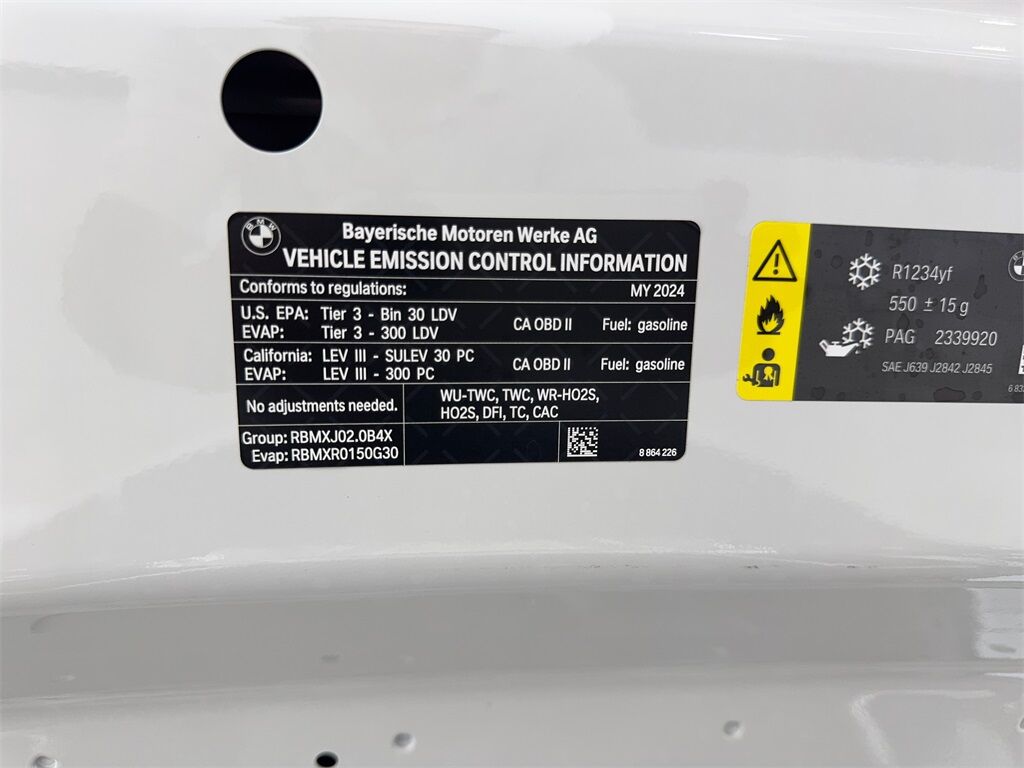 BMW
Bayerische Motoren Werke AG
VEHICLE EMISSION CONTROL INFORMATION
Conforms to regulations: MY 2024
U.S. EPA: Tier 3 - Bin 30 LDV
EVAP: Tier 3 - 300 LDV
CA OBD II Fuel: gasoline
California: LEV III - SULEV 30 PC
EVAP: LEV III - 300 PC
CA OBD II Fuel: gasoline
No adjustments needed.
WU-TWC, TWC, WR-HO2S,
HO2S, DFI, TC, CAC
Group: RBMXJ02.0B4X
Evap: RBMXR0150G30
8 864 226
R1234yf
550 ± 15 g
PAG 2339920
SAE J639 J2842 J2845